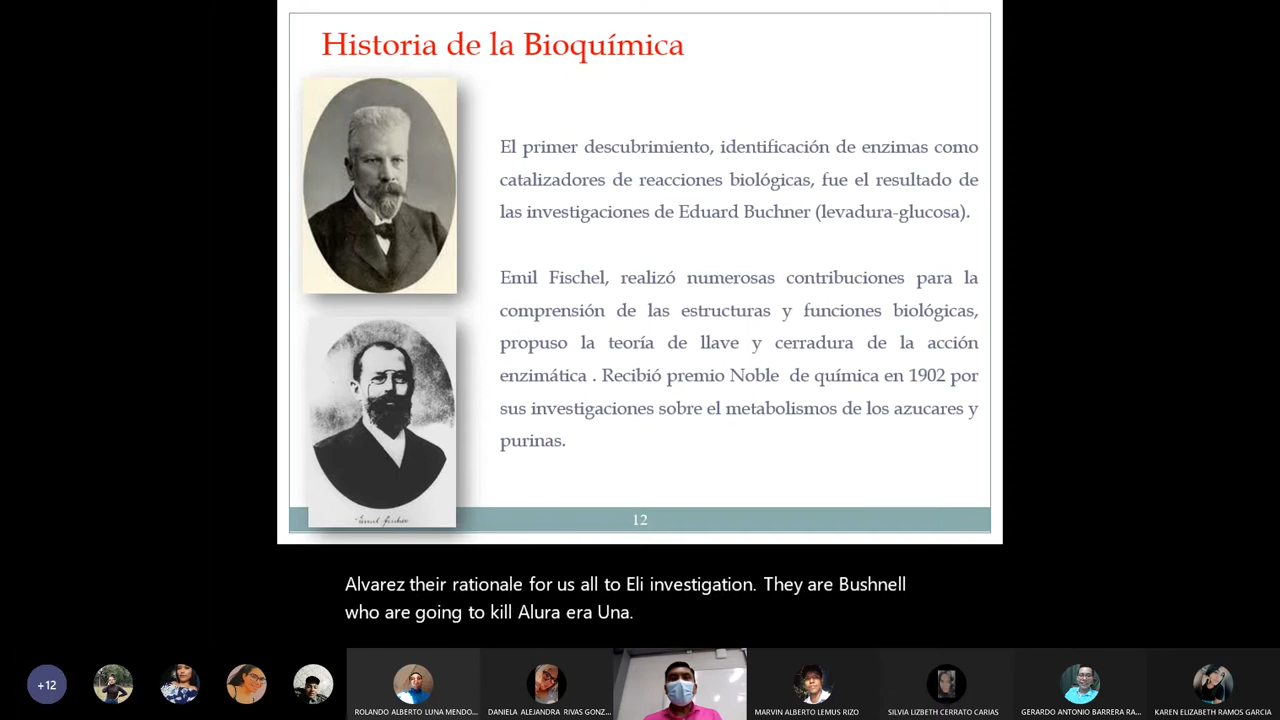 Historia de la Bioquímica
El primer descubrimiento, identificación de enzimas como
catalizadores de reacciones biológicas, fue el resultado de
las investigaciones de Eduard Buchner (levadura-glucosa).
Emil Fischel, realizó numerosas contribuciones para la
comprensión de las estructuras y funciones biológicas,
propuso la teoría de llave y cerradura de la acción
enzimática . Recibió premio Noble de química en 1902 por
sus investigaciones sobre el metabolismos de los azucares y
purinas.
Emil Fischer
12
Alvarez their rationale for us all to Eli investigation. They are Bushnell
who are going to kill Alura era Una.
+12
ROLANDO ALBERTO LUNA MENDO...
DANIELA ALEJANDRA RIVAS GONZ...
MARVIN ALBERTO LEMUS RIZO
SILVIA LIZBETH CERRATO CARIAS
GERARDO ANTONIO BARRERA RA...
KAREN ELIZABETH RAMOS GARCIA